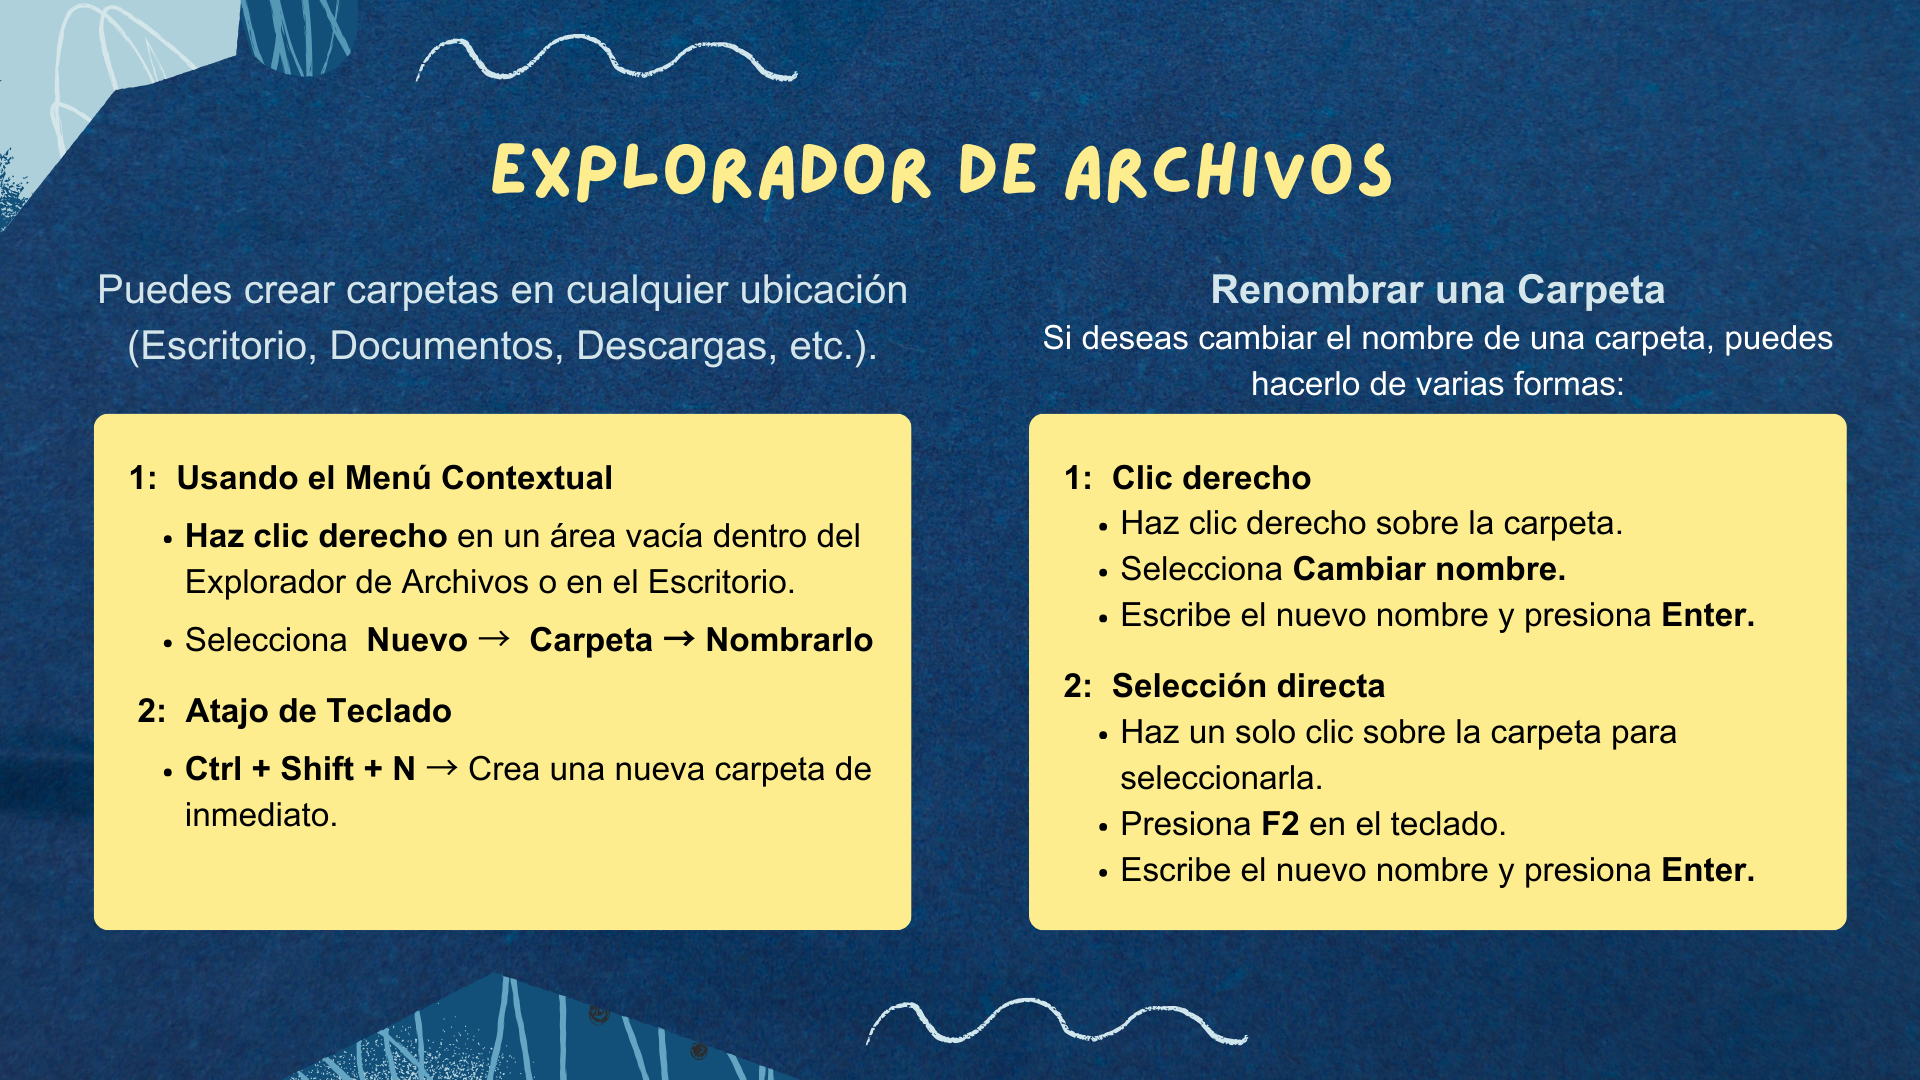 EXPLORADOR DE ARCHIVOS
Puedes crear carpetas en cualquier ubicación
(Escritorio, Documentos, Descargas, etc.).
1: Usando el Menú Contextual
• Haz clic derecho en un área vacía dentro del
Explorador de Archivos o en el Escritorio.
• Selecciona Nuevo → Carpeta → Nombrarlo
2: Atajo de Teclado
• Ctrl + Shift + N → Crea una nueva carpeta de
inmediato.
Renombrar una Carpeta
Si deseas cambiar el nombre de una carpeta, puedes
hacerlo de varias formas:
1: Clic derecho
• Haz clic derecho sobre la carpeta.
• Selecciona Cambiar nombre.
• Escribe el nuevo nombre y presiona Enter.
2: Selección directa
• Haz un solo clic sobre la carpeta para
seleccionarla.
• Presiona F2 en el teclado.
• Escribe el nuevo nombre y presiona Enter.